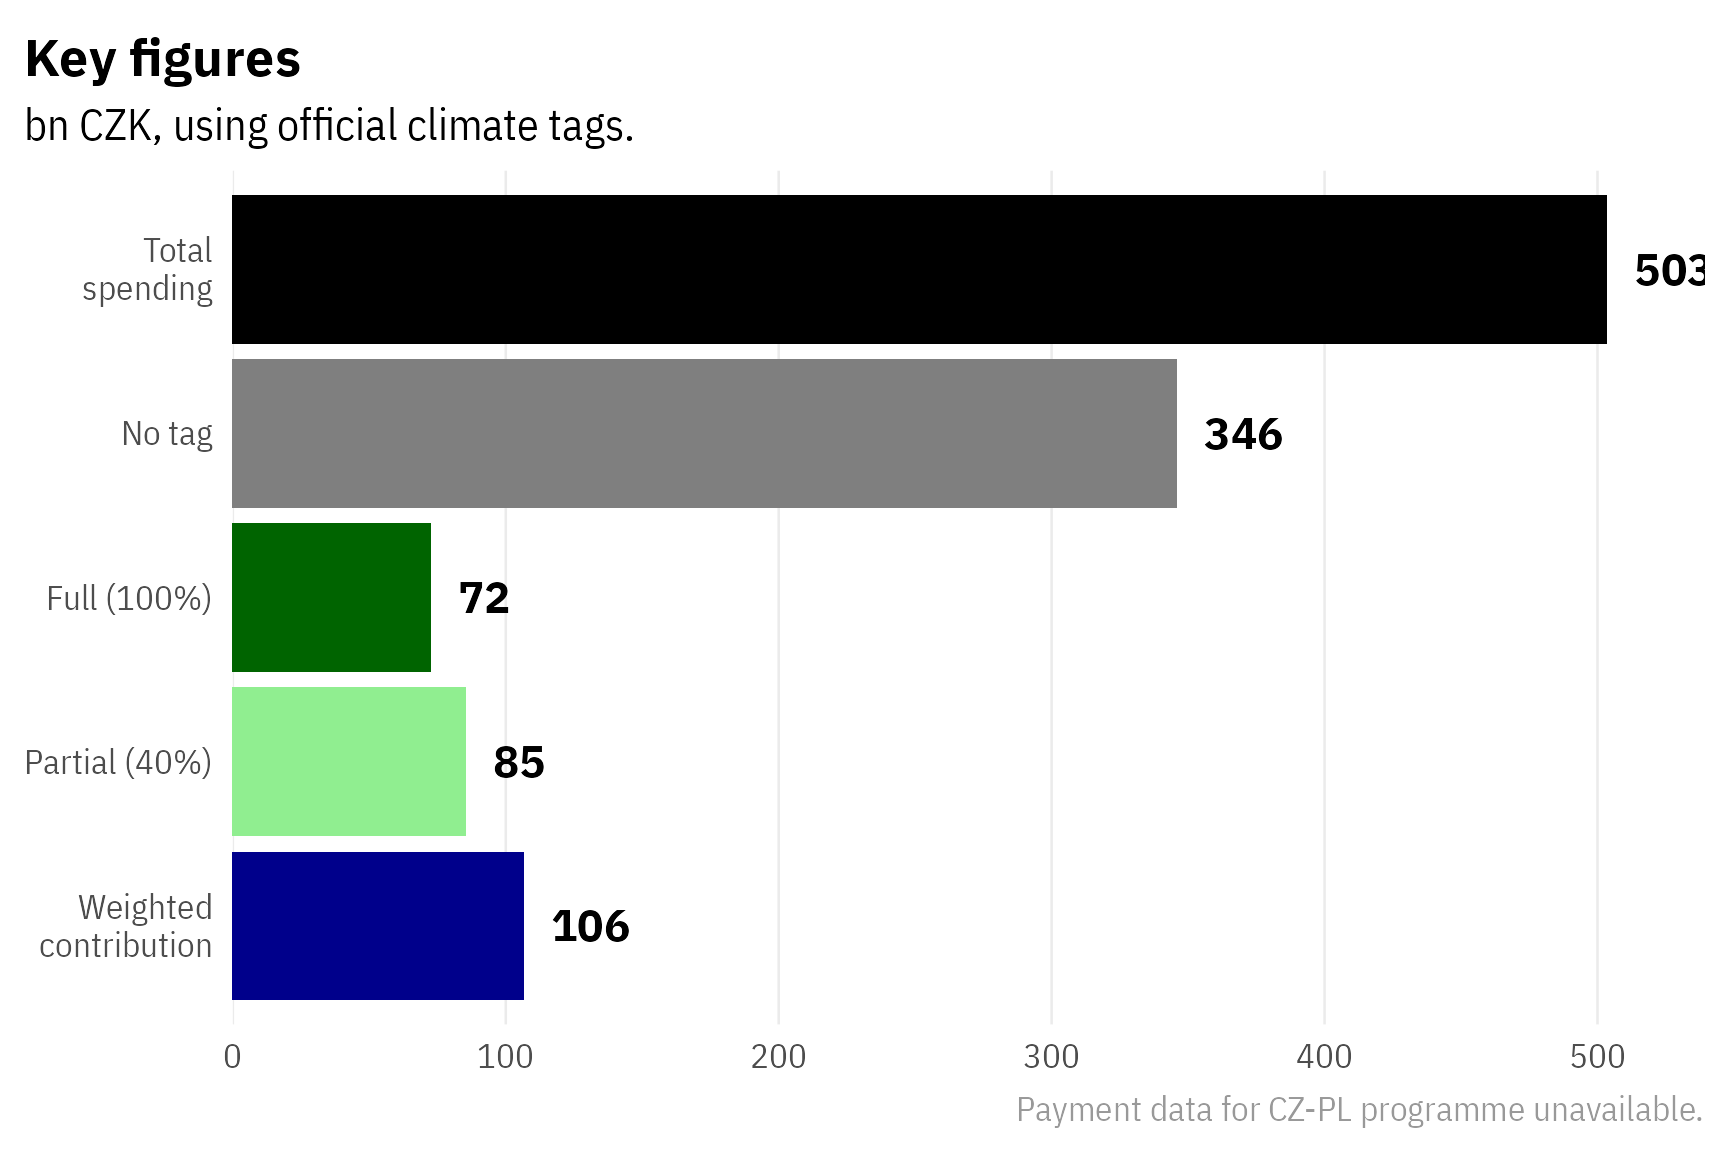 Key figures
bn CZK, using official climate tags.
Total
spending
503
No tag
346
Full (100%)
72
Partial (40%)
85
Weighted
contribution
106
0 100 200 300 400 500
Payment data for CZ-PL programme unavailable.